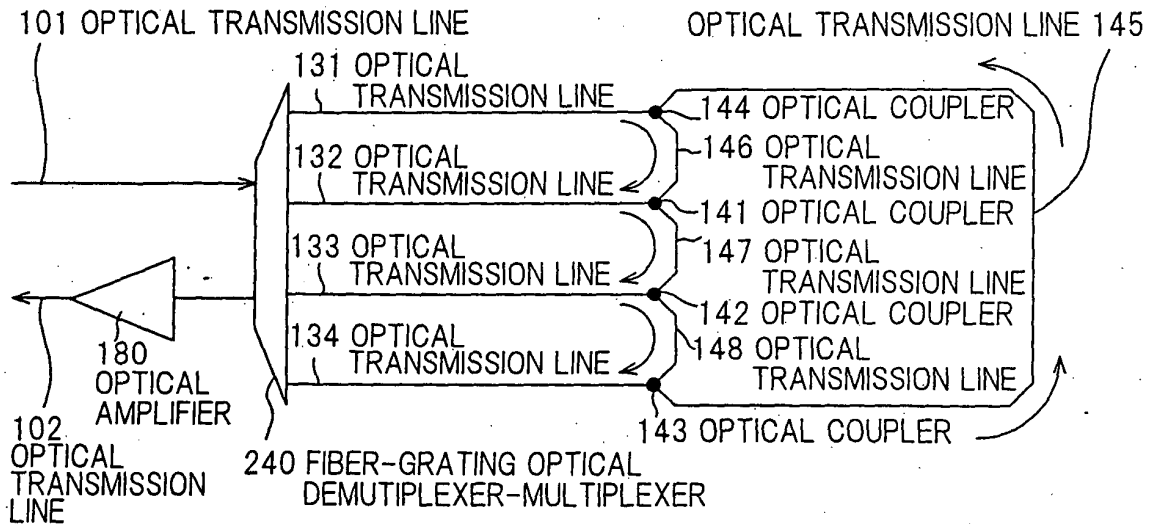 101 OPTICAL TRANSMISSION LINE
OPTICAL TRANSMISSION LINE 145
131 OPTICAL
TRANSMISSION LINE
144 OPTICAL COUPLER
132 OPTICAL
TRANSMISSION LINE
146 OPTICAL
TRANSMISSION LINE
141 OPTICAL COUPLER
133 OPTICAL
TRANSMISSION LINE
147 OPTICAL
TRANSMISSION LINE
142 OPTICAL COUPLER
134 OPTICAL
TRANSMISSION LINE
148 OPTICAL
TRANSMISSION LINE
180
OPTICAL
AMPLIFIER
143 OPTICAL COUPLER
102
OPTICAL
TRANSMISSION
LINE
240 FIBER-GRATING OPTICAL
DEMUTIPLEXER-MULTIPLEXER